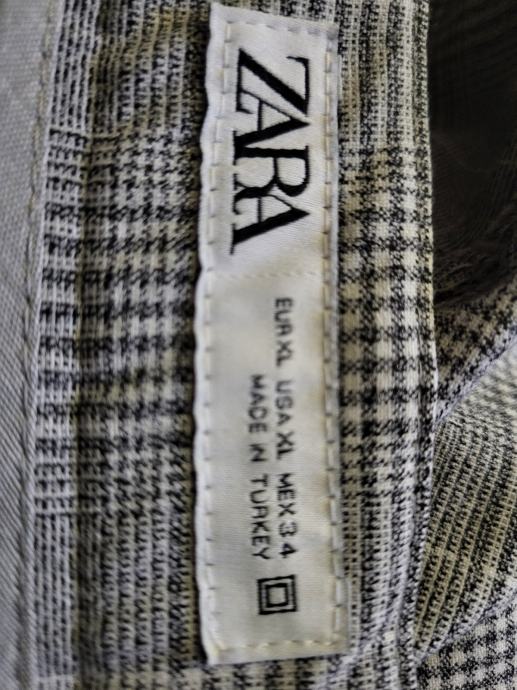 ZARA
EUR XL USA XL MEX 34
MADE IN TURKEY